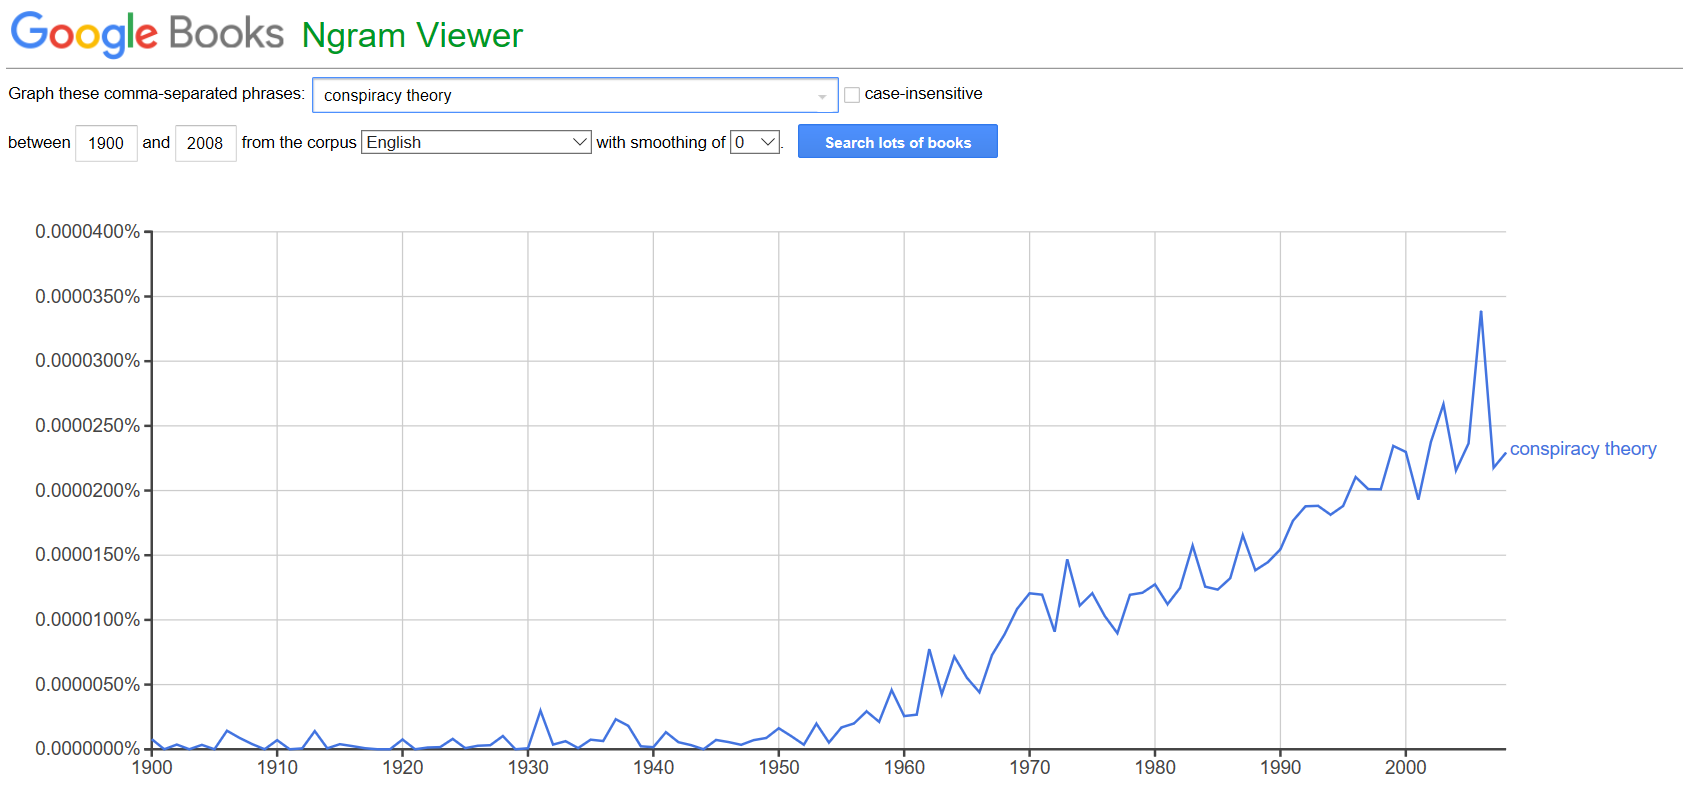 Google Books Ngram Viewer
Graph these comma-separated phrases: conspiracy theory case-insensitive
between 1900 and 2008 from the corpus English with smoothing of 0 . Search lots of books
0.0000400%
0.0000350%
0.0000300%
0.0000250%
conspiracy theory
0.0000200%
0.0000150%
0.0000100%
0.0000050%
0.0000000%
1900 1910 1920 1930 1940 1950 1960 1970 1980 1990 2000